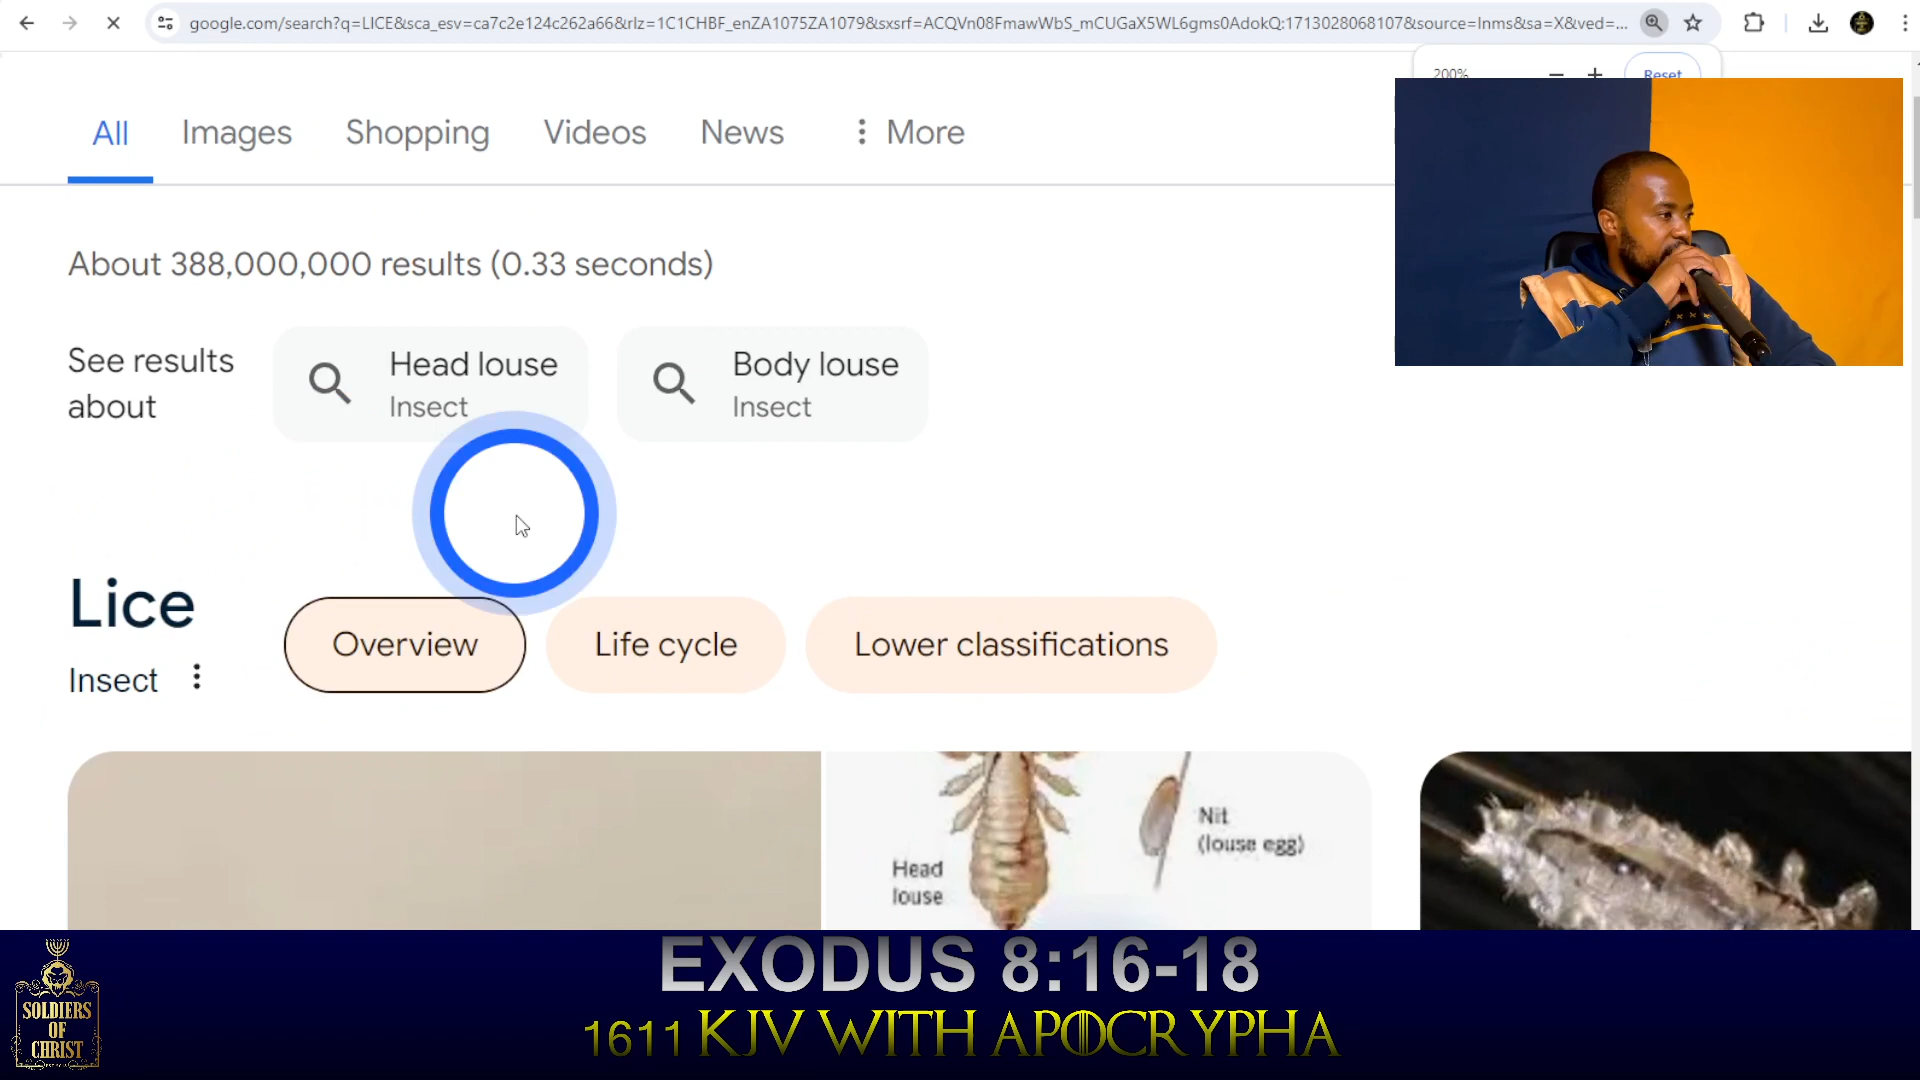 google.com/search?q=LICE&sca_esv=ca7c2e124c262a66&rlz=1C1CHBF_enZA1075ZA1079&sxsrf=ACQVn08FmawWbS_mCUGaX5WL6gms0AdokQ:1713028068107&source=lnms&sa=X&ved=...
200%
Reset
All Images Shopping Videos News More
About 388,000,000 results (0.33 seconds)
See results about
Head louse
Insect
Body louse
Insect
Lice
Insect
Overview
Life cycle
Lower classifications
Head louse
Nit
(louse egg)
EXODUS 8:16-18
1611 KJV WITH APOCRYPHA
SOLDIERS
OF
CHRIST